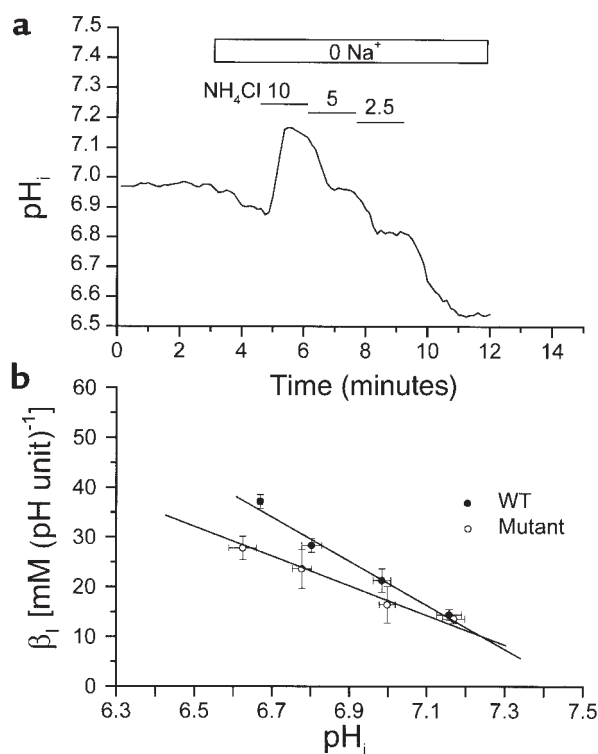 a
0 Na⁺
NH₄Cl 10 5 2.5
7.5
7.4
7.3
7.2
7.1
7.0
6.9
6.8
6.7
6.6
6.5
pHᵢ
0 2 4 6 8 10 12 14
Time (minutes)
b
60
50
40
30
20
10
0
βᵢ [mM (pH unit)⁻¹]
WT
Mutant
6.3 6.5 6.7 6.9 7.1 7.3 7.5
pHᵢ